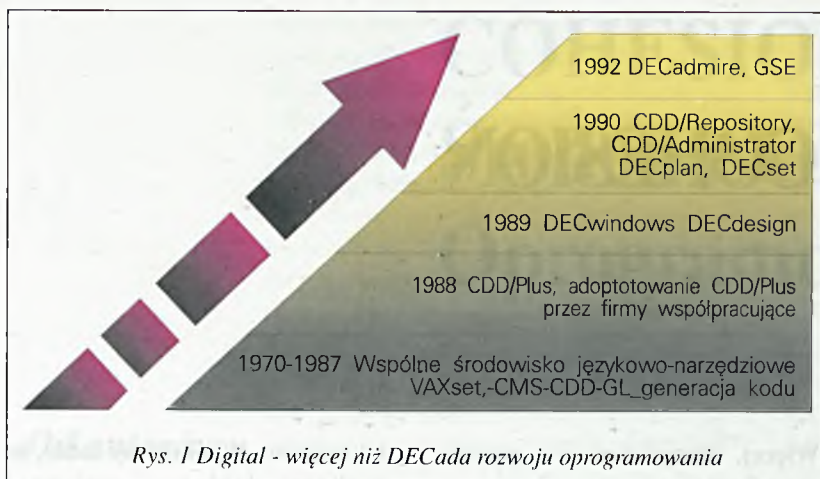 1992 DECadmire, GSE
1990 CDD/Repository,
CDD/Administrator
DECplan, DECset
1989 DECwindows DECdesign
1988 CDD/Plus, adoptotowanie CDD/Plus
przez firmy współpracujące
1970-1987 Wspólne środowisko językowo-narzędziowe
VAXset,-CMS-CDD-GL_generacja kodu
Rys. 1 Digital - więcej niż DECada rozwoju oprogramowania